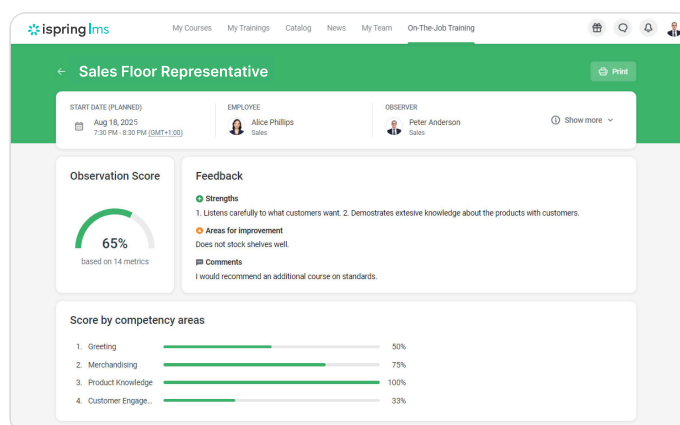 ispring lms
My Courses My Trainings Catalog News My Team On-The-Job Training
← Sales Floor Representative
Print
START DATE (PLANNED)
Aug 18, 2025
7:30 PM - 8:30 PM (GMT+1:00)
EMPLOYEE
Alice Phillips
Sales
OBSERVER
Peter Anderson
Sales
Show more
Observation Score
65%
based on 14 metrics
Feedback
Strengths
1. Listens carefully to what customers want. 2. Demostrates extesive knowledge about the products with customers.
Areas for improvement
Does not stock shelves well.
Comments
I would recommend an additional course on standards.
Score by competency areas
1. Greeting 50%
2. Merchandising 75%
3. Product Knowledge 100%
4. Customer Engage... 33%